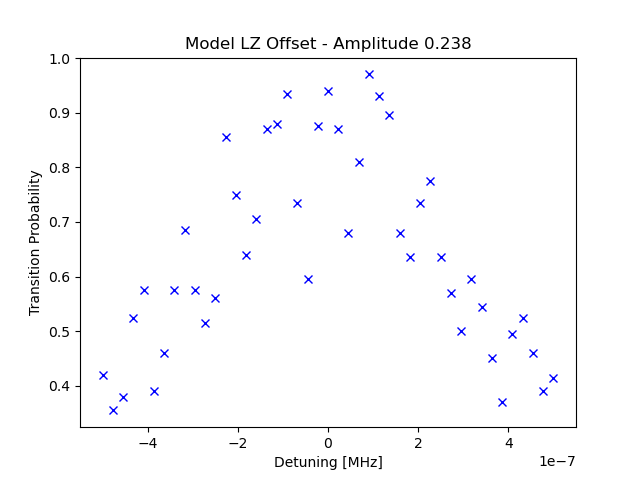 Model LZ Offset - Amplitude 0.238
Transition Probability
1.0
0.9
0.8
0.7
0.6
0.5
0.4
−4 −2 0 2 4
1e−7
Detuning [MHz]